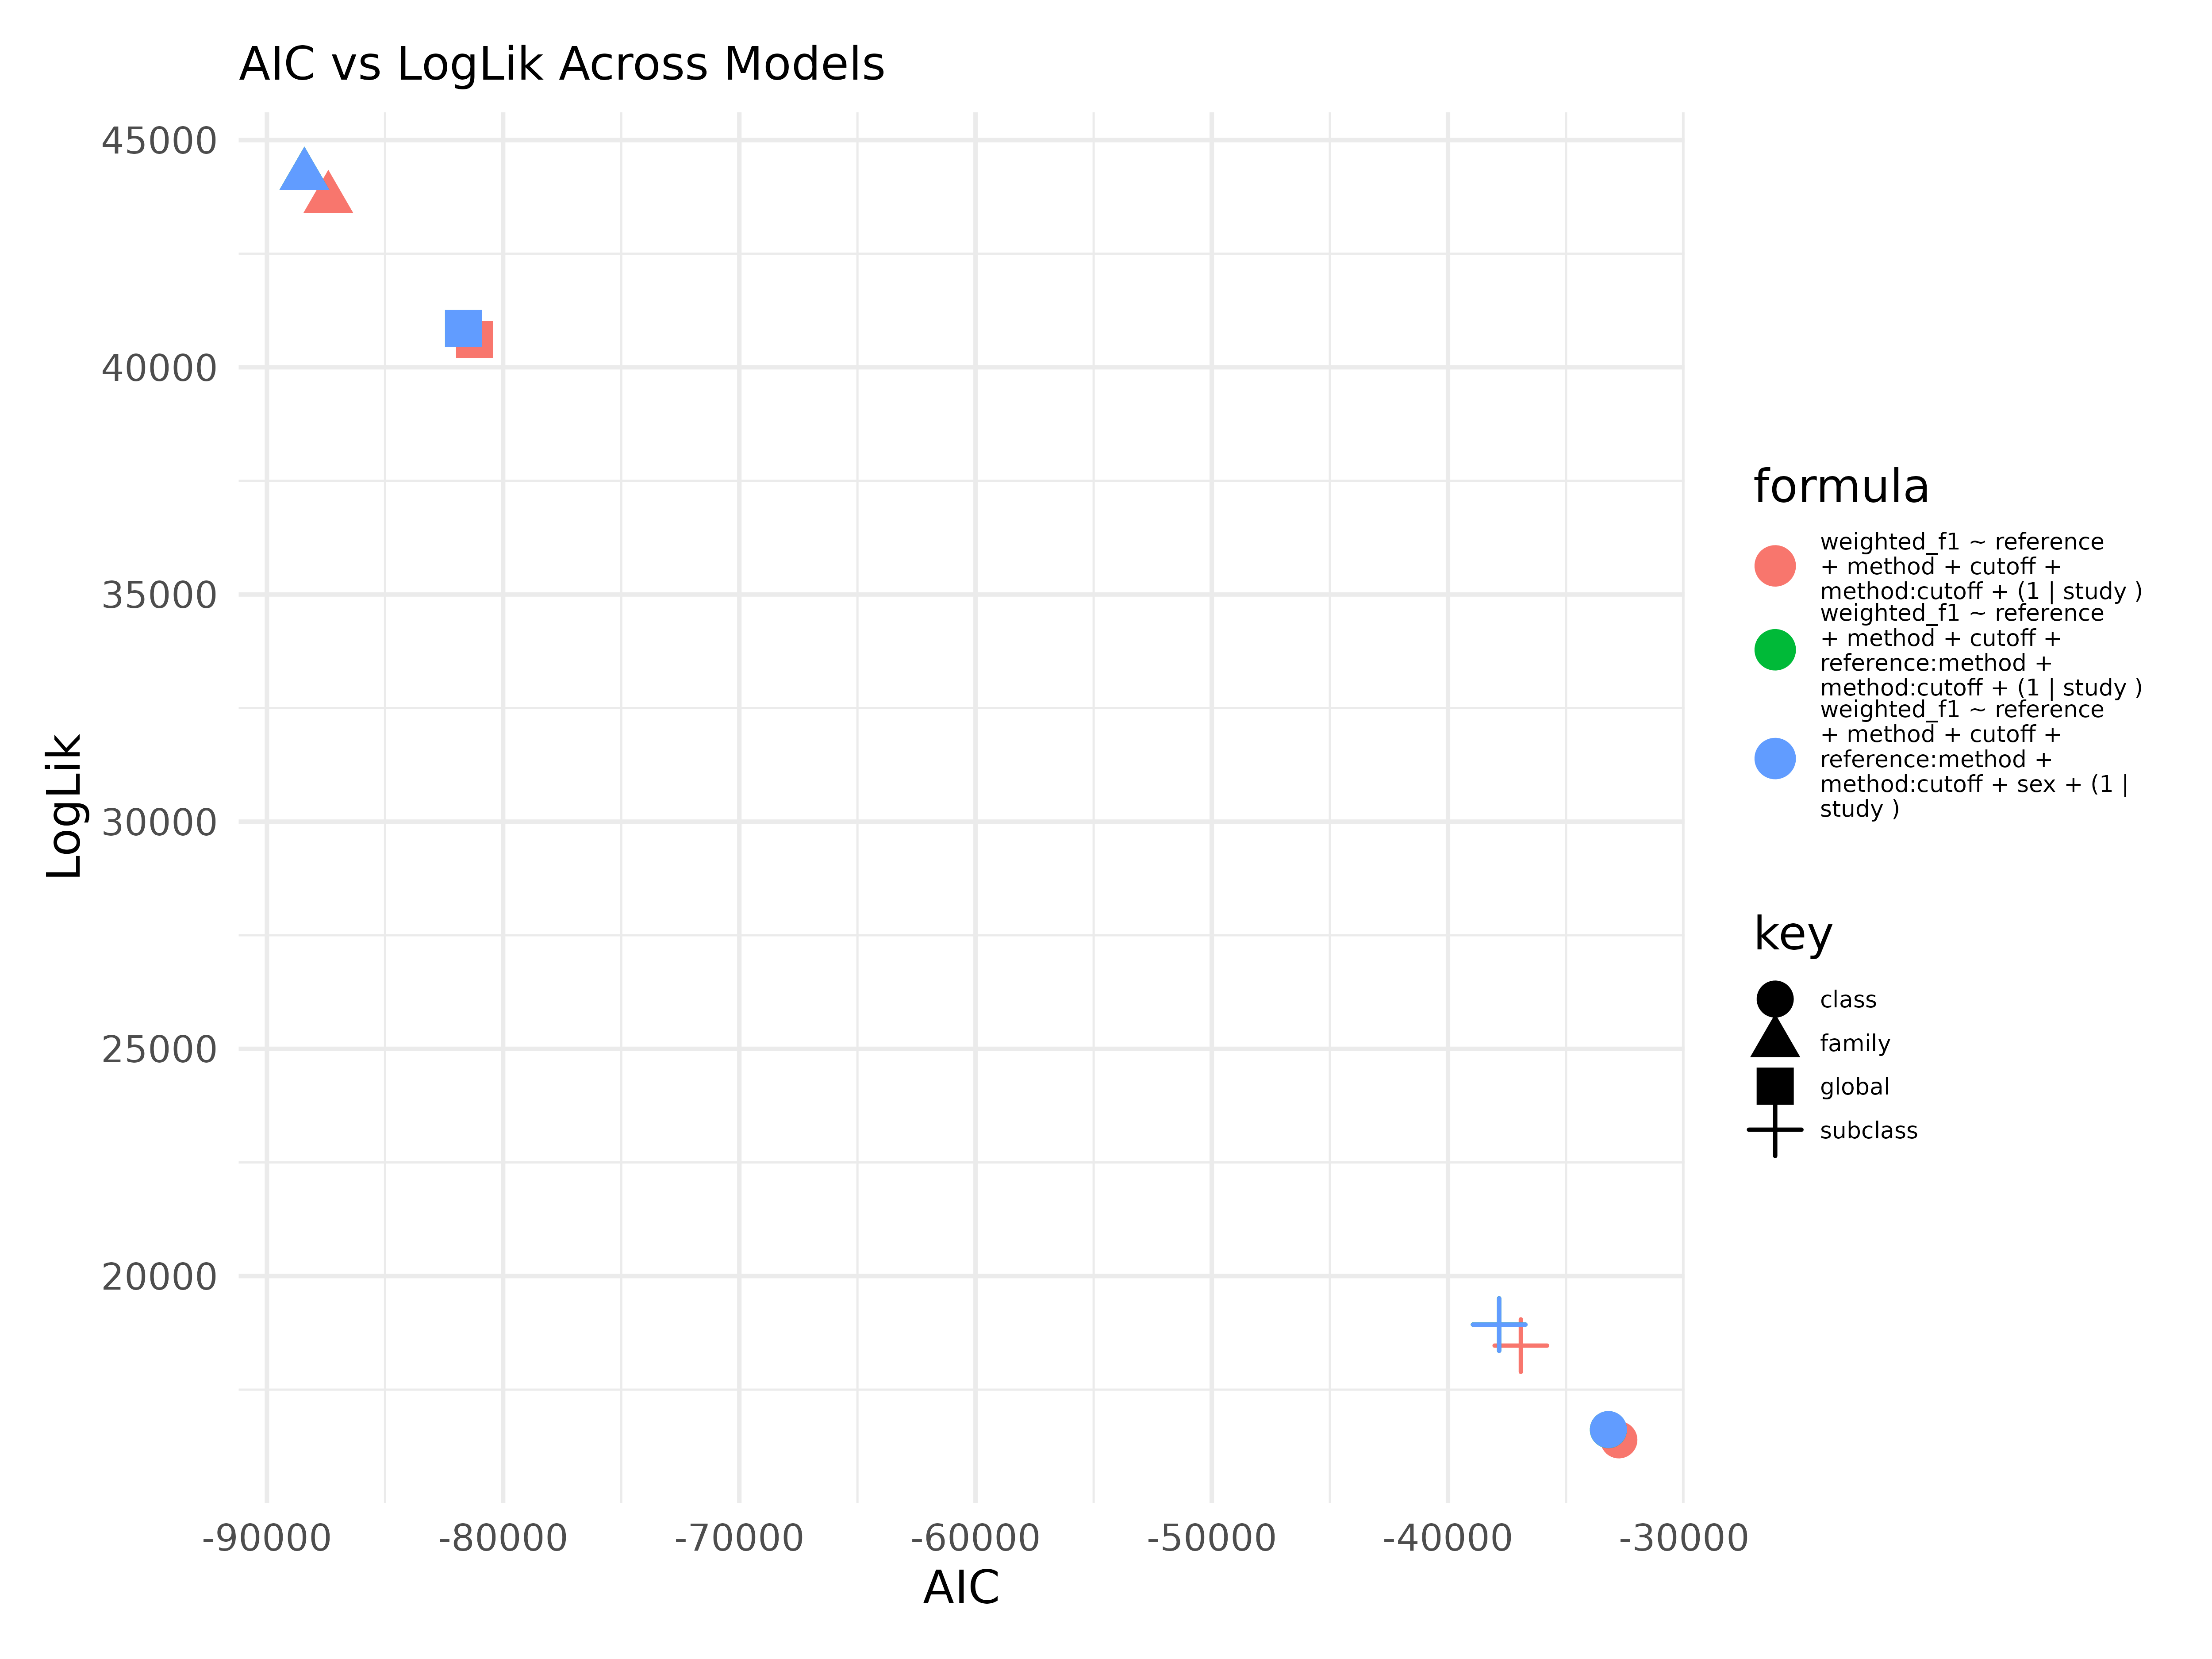 AIC vs LogLik Across Models
45000
40000
35000
30000
25000
20000
LogLik
-90000
-80000
-70000
-60000
-50000
-40000
-30000
AIC
formula
weighted_f1 ~ reference
+ method + cutoff +
method:cutoff + (1 | study )
weighted_f1 ~ reference
+ method + cutoff +
reference:method +
method:cutoff + (1 | study )
weighted_f1 ~ reference
+ method + cutoff +
reference:method +
method:cutoff + sex + (1 |
study )
key
class
family
global
subclass